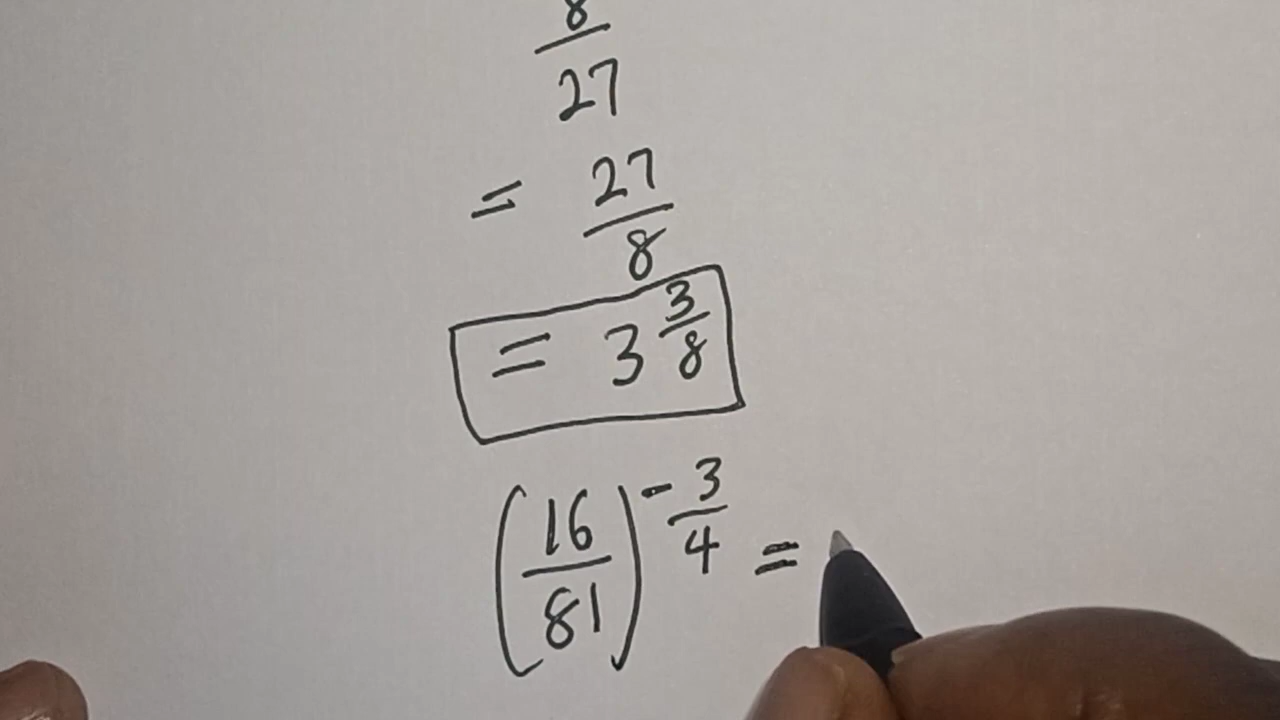 8/27
= 27/8
= 3 3/8
(16/81)^-3/4 =